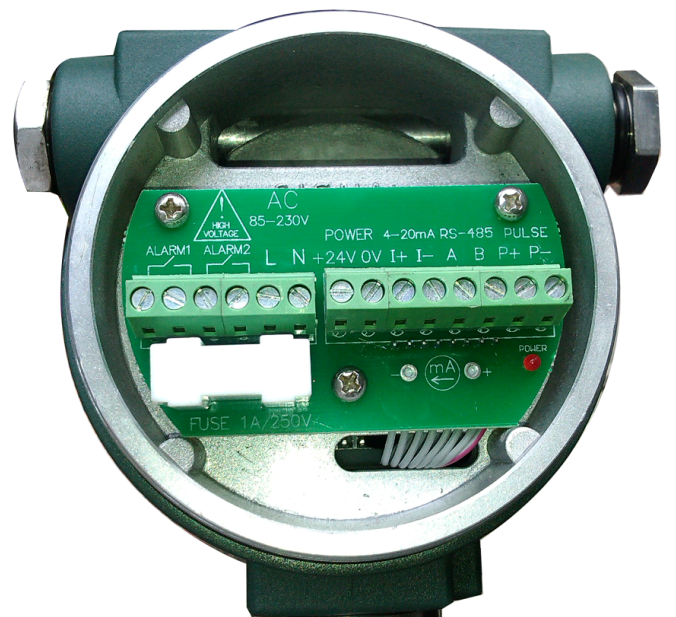 AC
85-230V
HIGH
VOLTAGE
ALARM1 ALARM2 L N
POWER 4-20mA RS-485 PULSE
+24V 0V I+ I- A B P+ P-
POWER
- mA +
FUSE 1A/250V